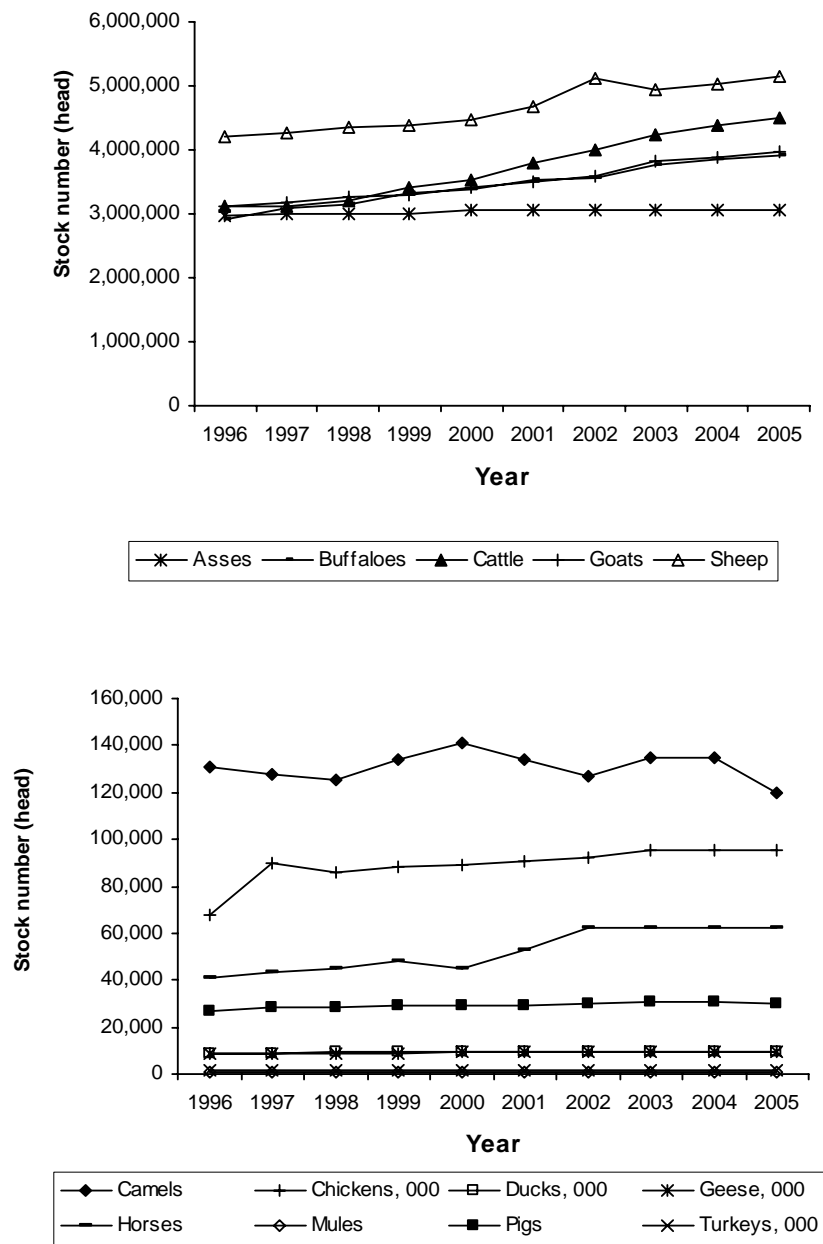 6,000,000
5,000,000
4,000,000
3,000,000
2,000,000
1,000,000
0
Stock number (head)
1996 1997 1998 1999 2000 2001 2002 2003 2004 2005
Year
Asses Buffaloes Cattle Goats Sheep
160,000
140,000
120,000
100,000
80,000
60,000
40,000
20,000
0
Stock number (head)
1996 1997 1998 1999 2000 2001 2002 2003 2004 2005
Year
Camels Chickens, 000 Ducks, 000 Geese, 000
Horses Mules Pigs Turkeys, 000